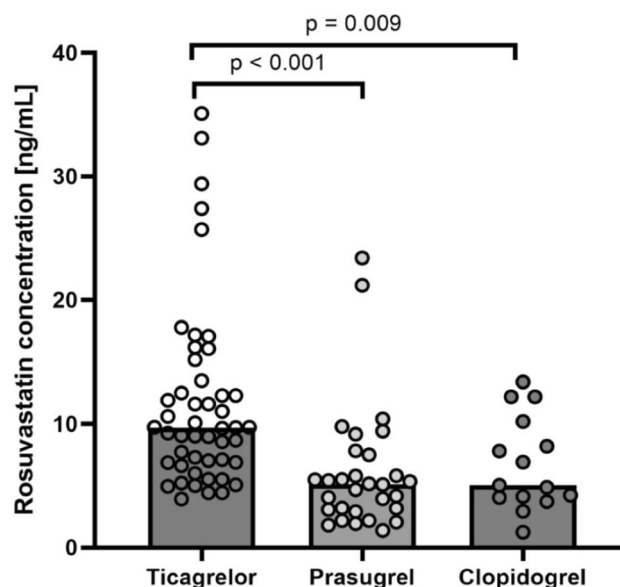 p = 0.009
p < 0.001
Rosuvastatin concentration [ng/mL]
40
30
20
10
0
Ticagrelor Prasugrel Clopidogrel